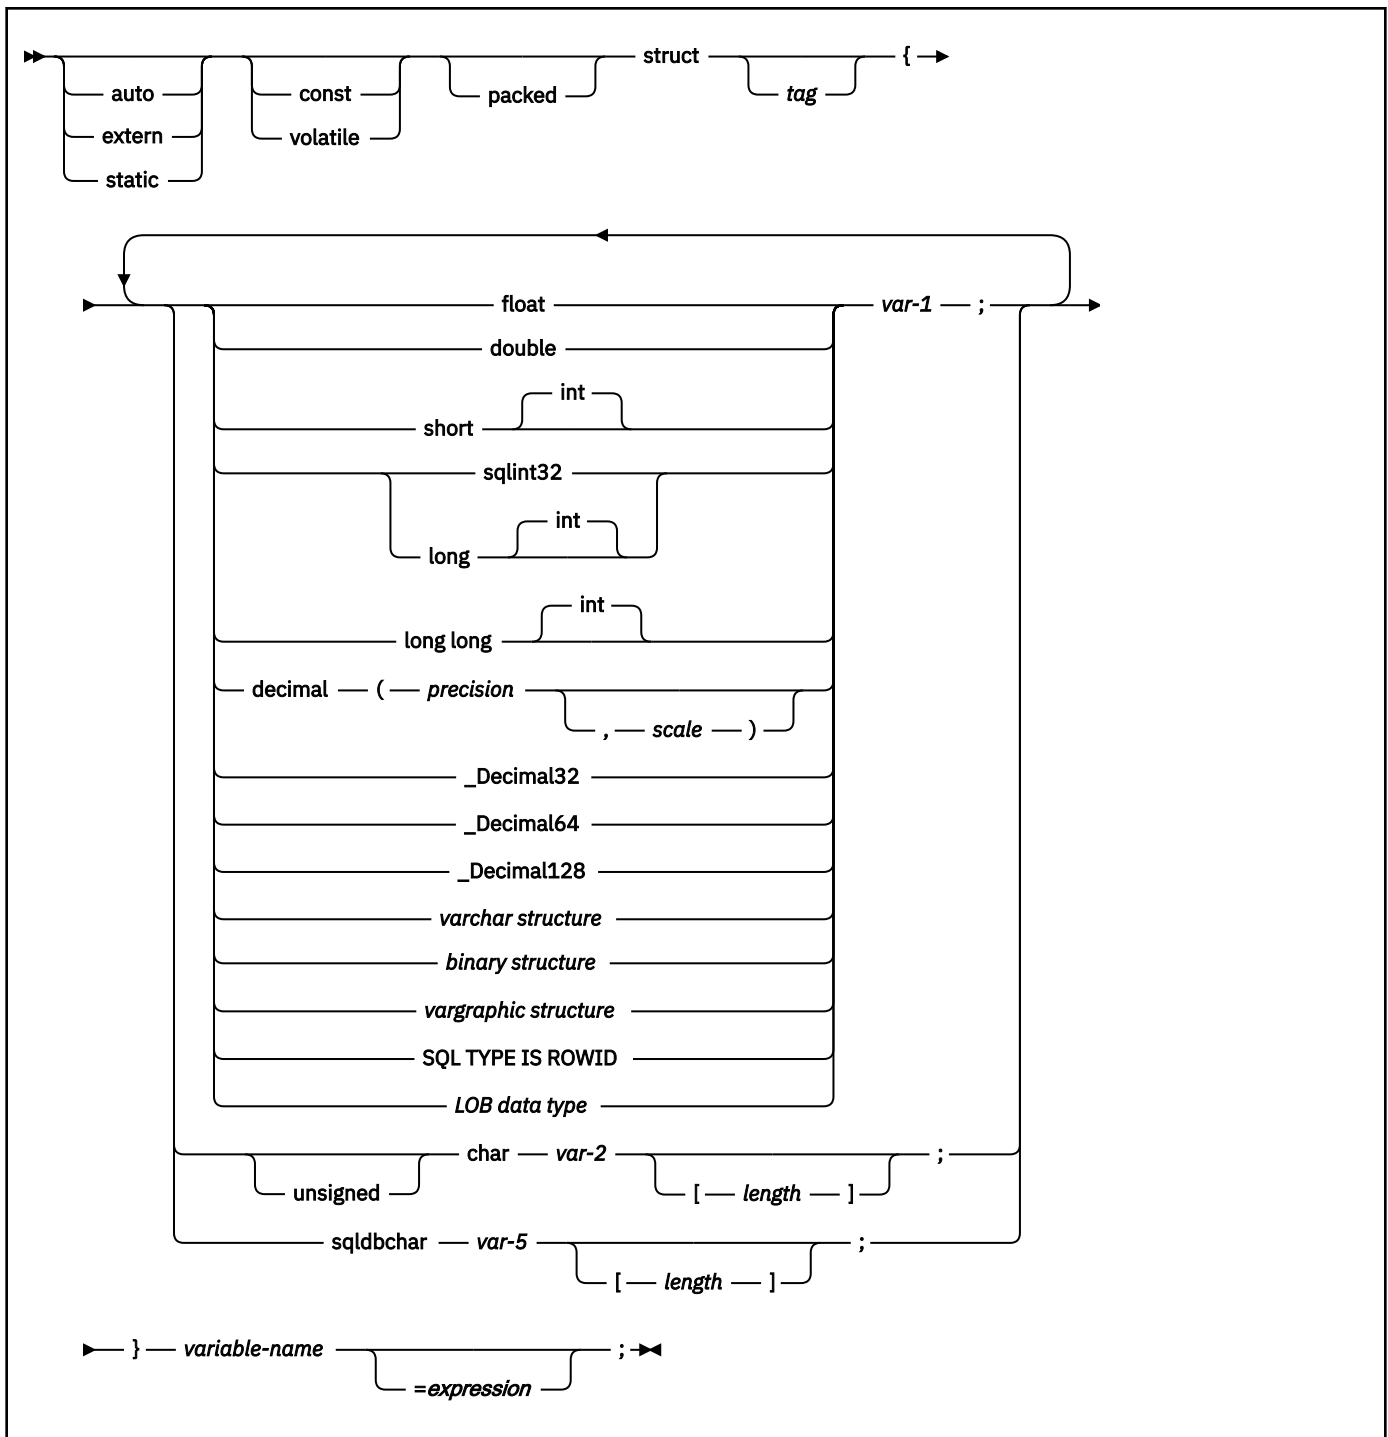 struct {
auto const packed tag
extern volatile
static
float var-1 ;
double
int
short
sqlint32
int
long
int
long long
decimal ( precision
, scale )
_Decimal32
_Decimal64
_Decimal128
varchar structure
binary structure
vargraphic structure
SQL TYPE IS ROWID
LOB data type
char var-2 ;
unsigned [ length ]
sqldbchar var-5 ;
[ length ]
} variable-name ;
=expression